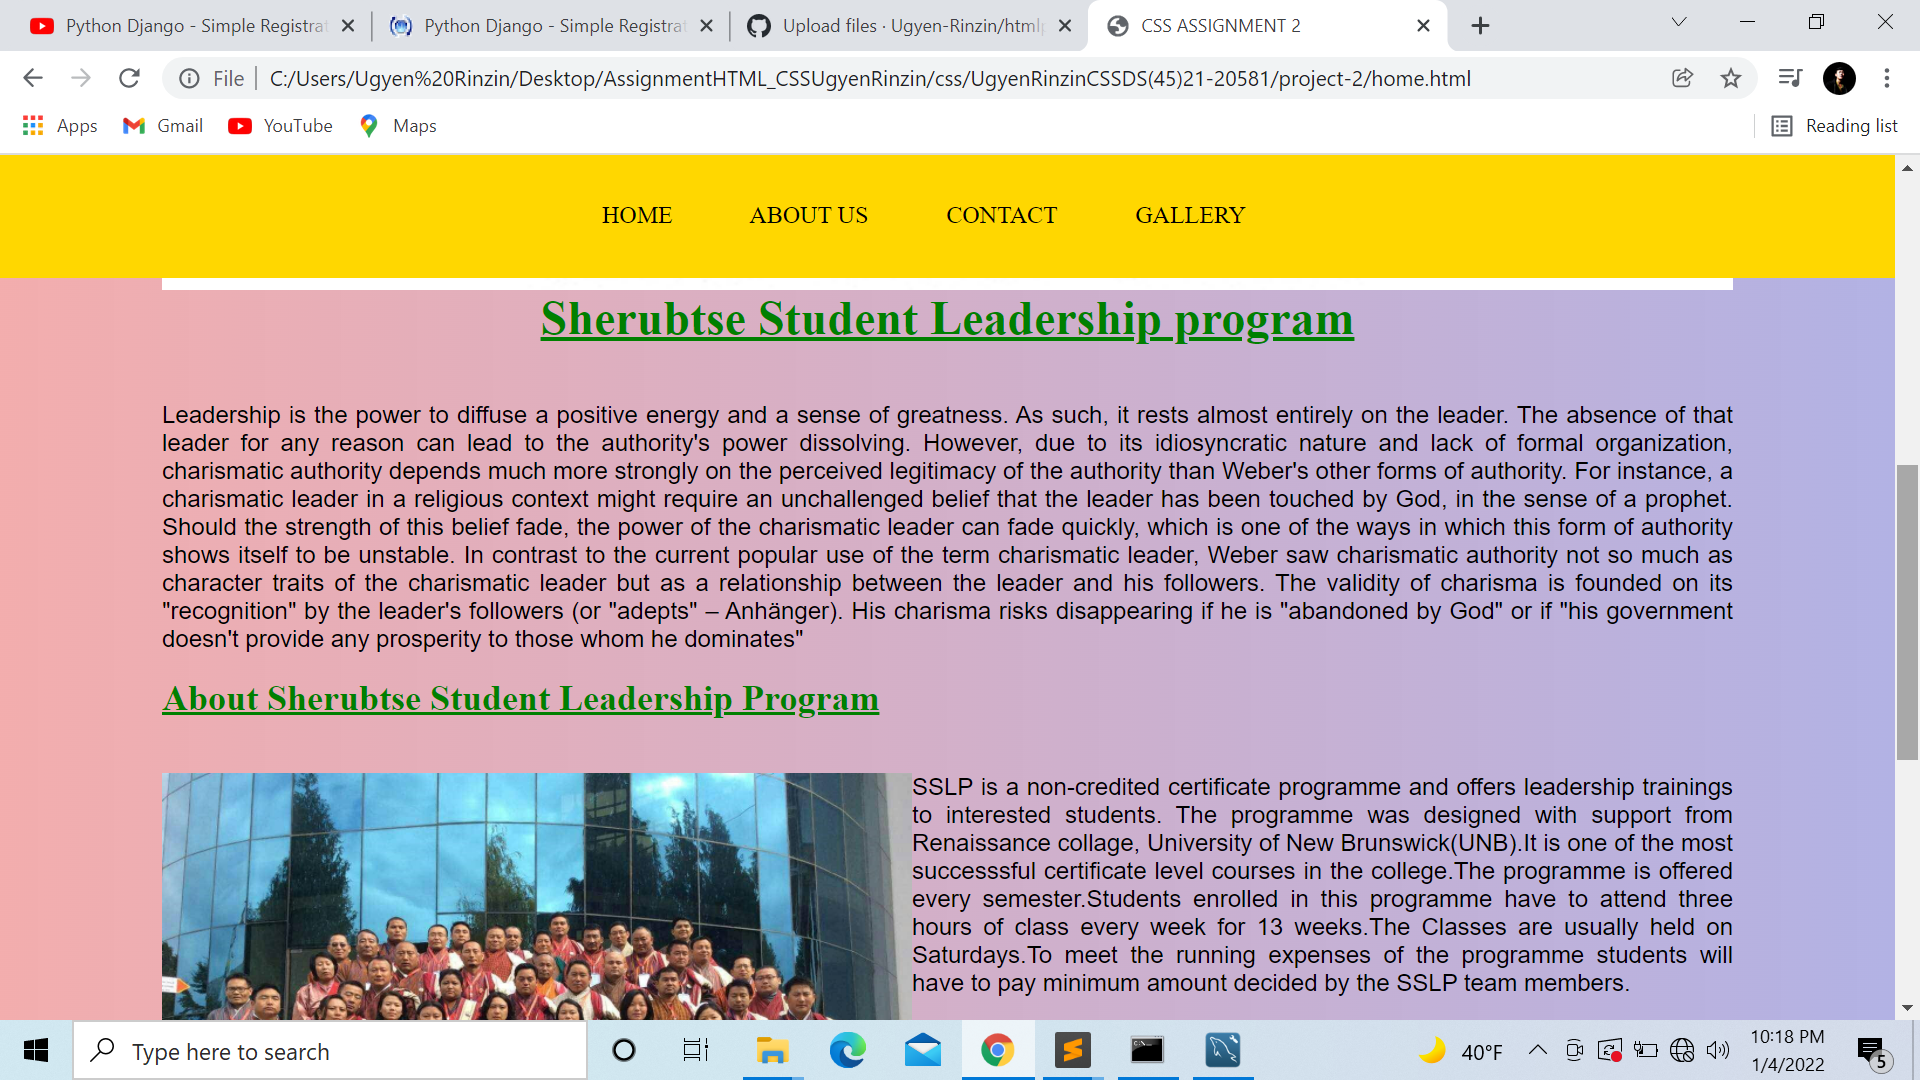 Python Django - Simple Registrat
Python Django - Simple Registrat
Upload files · Ugyen-Rinzin/htmlp
CSS ASSIGNMENT 2
File
C:/Users/Ugyen%20Rinzin/Desktop/AssignmentHTML_CSSUgyenRinzin/css/UgyenRinzinCSSDS(45)21-20581/project-2/home.html
Apps
Gmail
YouTube
Maps
Reading list
HOME
ABOUT US
CONTACT
GALLERY
Sherubtse Student Leadership program
Leadership is the power to diffuse a positive energy and a sense of greatness. As such, it rests almost entirely on the leader. The absence of that
leader for any reason can lead to the authority's power dissolving. However, due to its idiosyncratic nature and lack of formal organization,
charismatic authority depends much more strongly on the perceived legitimacy of the authority than Weber's other forms of authority. For instance, a
charismatic leader in a religious context might require an unchallenged belief that the leader has been touched by God, in the sense of a prophet.
Should the strength of this belief fade, the power of the charismatic leader can fade quickly, which is one of the ways in which this form of authority
shows itself to be unstable. In contrast to the current popular use of the term charismatic leader, Weber saw charismatic authority not so much as
character traits of the charismatic leader but as a relationship between the leader and his followers. The validity of charisma is founded on its
"recognition" by the leader's followers (or "adepts" – Anhänger). His charisma risks disappearing if he is "abandoned by God" or if "his government
doesn't provide any prosperity to those whom he dominates"
About Sherubtse Student Leadership Program
SSLP is a non-credited certificate programme and offers leadership trainings
to interested students. The programme was designed with support from
Renaissance collage, University of New Brunswick(UNB).It is one of the most
successsful certificate level courses in the college.The programme is offered
every semester.Students enrolled in this programme have to attend three
hours of class every week for 13 weeks.The Classes are usually held on
Saturdays.To meet the running expenses of the programme students will
have to pay minimum amount decided by the SSLP team members.
Type here to search
40°F
10:18 PM
1/4/2022
5